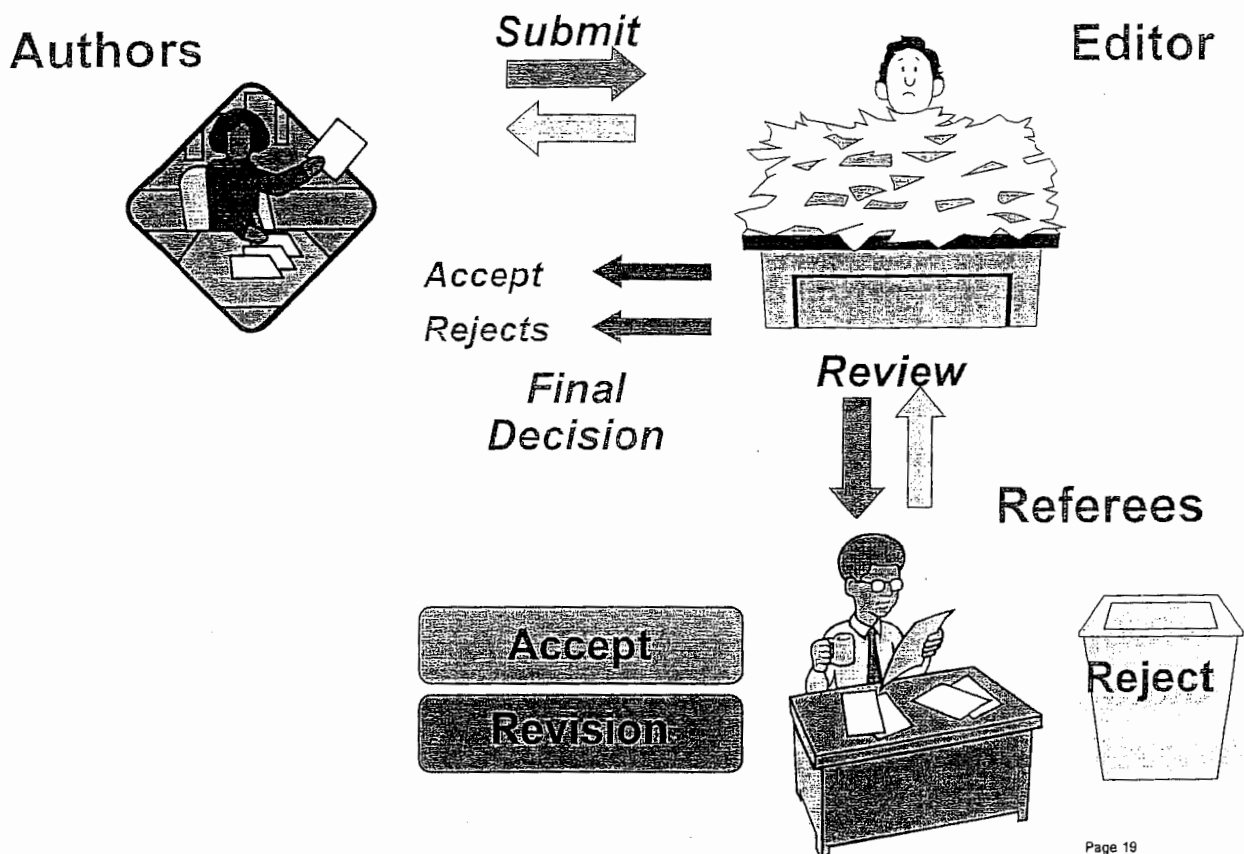 Authors
Submit
Editor
Accept
Rejects
Final
Decision
Review
Referees
Accept
Revision
Reject
Page 19